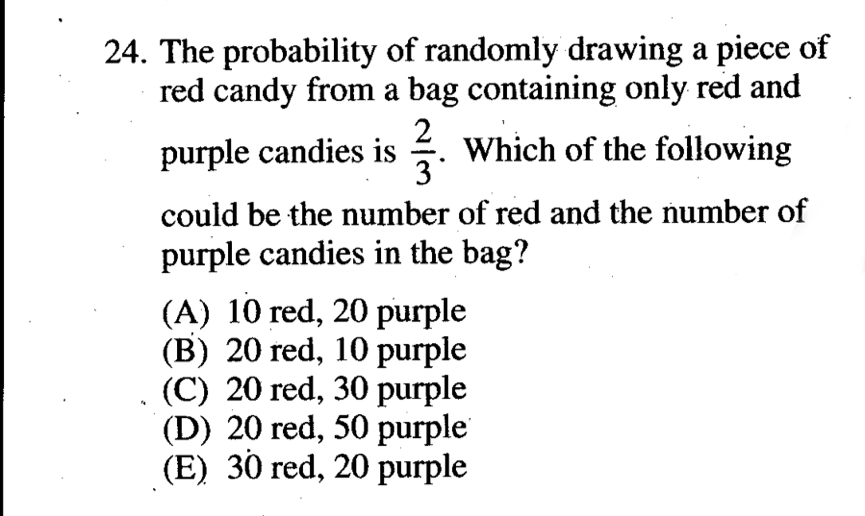 24. The probability of randomly drawing a piece of
red candy from a bag containing only red and
purple candies is 2/3. Which of the following
could be the number of red and the number of
purple candies in the bag?
(A) 10 red, 20 purple
(B) 20 red, 10 purple
(C) 20 red, 30 purple
(D) 20 red, 50 purple
(E) 30 red, 20 purple